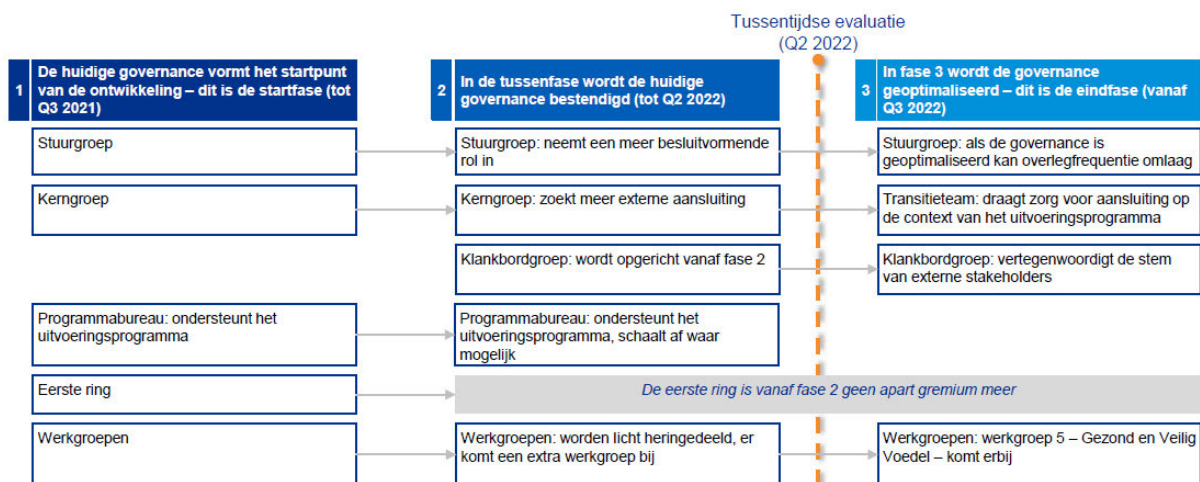 Tussentijdse evaluatie
(Q2 2022)
1
De huidige governance vormt het startpunt
van de ontwikkeling – dit is de startfase (tot
Q3 2021)
2
In de tussenfase wordt de huidige
governance bestendigd (tot Q2 2022)
3
In fase 3 wordt de governance
geoptimaliseerd – dit is de eindfase (vanaf
Q3 2022)
Stuurgroep
Stuurgroep: neemt een meer besluitvormende
rol in
Stuurgroep: als de governance is
geoptimaliseerd kan overlegfrequentie omlaag
Kerngroep
Kerngroep: zoekt meer externe aansluiting
Transitieteam: draagt zorg voor aansluiting op
de context van het uitvoeringsprogramma
Klankbordgroep: wordt opgericht vanaf fase 2
Klankbordgroep: vertegenwoordigt de stem
van externe stakeholders
Programmabureau: ondersteunt het
uitvoeringsprogramma
Programabureau: ondersteunt het
uitvoeringsprogramma, schaalt af waar
mogelijk
Eerste ring
De eerste ring is vanaf fase 2 geen apart gremium meer
Werkgroepen
Werkgroepen: worden licht heringedeeld, er
komt een extra werkgroep bij
Werkgroepen: werkgroep 5 – Gezond en Veilig
Voedel – komt erbij